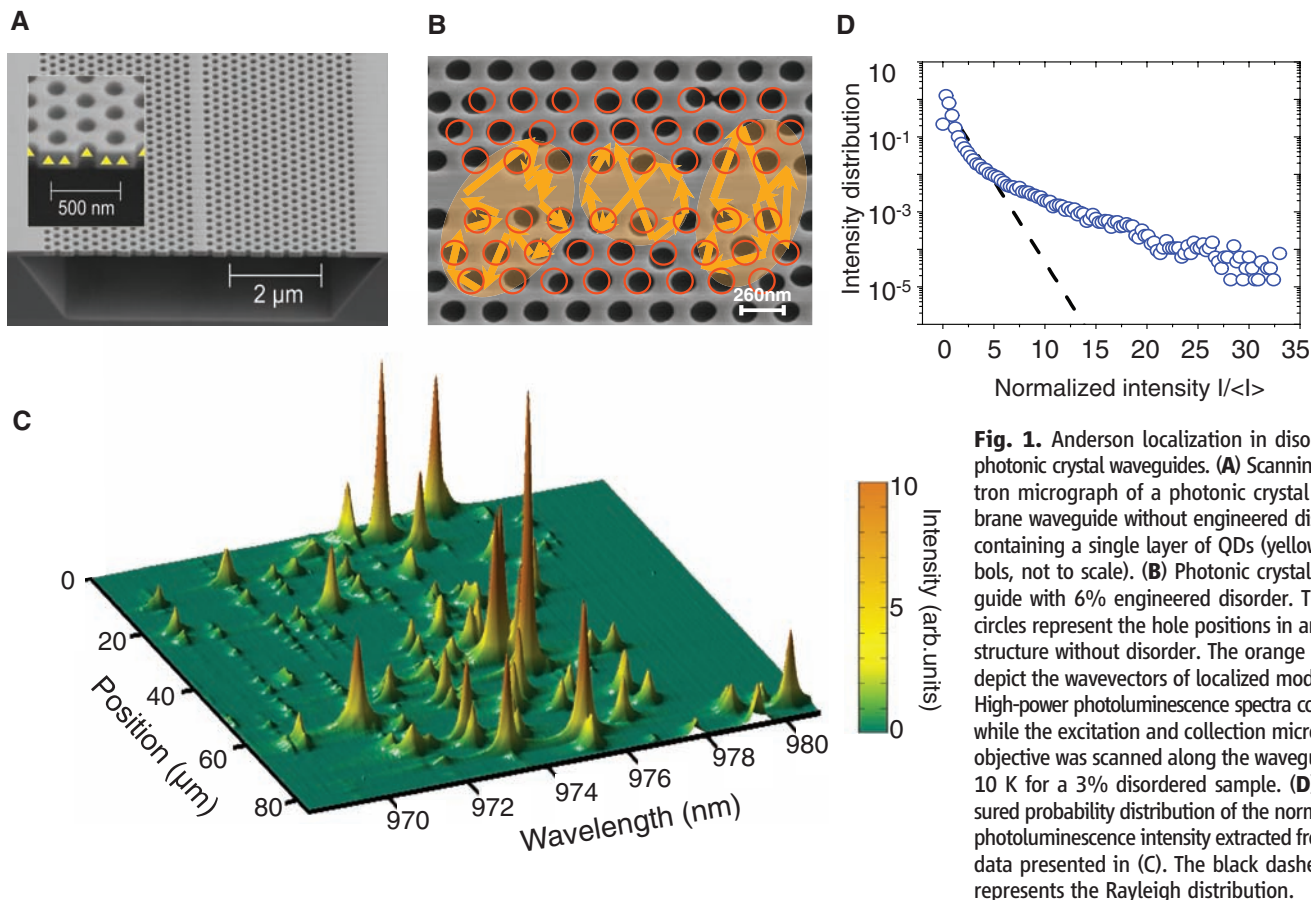 A
500 nm
2 µm
B
260nm
D
10
10-1
10-3
10-5
Intensity distribution
0 5 10 15 20 25 30 35
Normalized intensity I/<I>
C
0
20
40
60
80
Position (µm)
970
972
974
976
978
980
Wavelength (nm)
10
5
0
Intensity (arb.units)
Fig. 1. Anderson localization in diso
photonic crystal waveguides. (A) Scannin
tron micrograph of a photonic crystal
brane waveguide without engineered di
containing a single layer of QDs (yellow
bols, not to scale). (B) Photonic crystal
guide with 6% engineered disorder. T
circles represent the hole positions in a
structure without disorder. The orange
depict the wavevectors of localized mod
High-power photoluminescence spectra co
while the excitation and collection micro
objective was scanned along the wavegu
10 K for a 3% disordered sample. (D
sured probability distribution of the norn
photoluminescence intensity extracted fr
data presented in (C). The black dashe
represents the Rayleigh distribution.